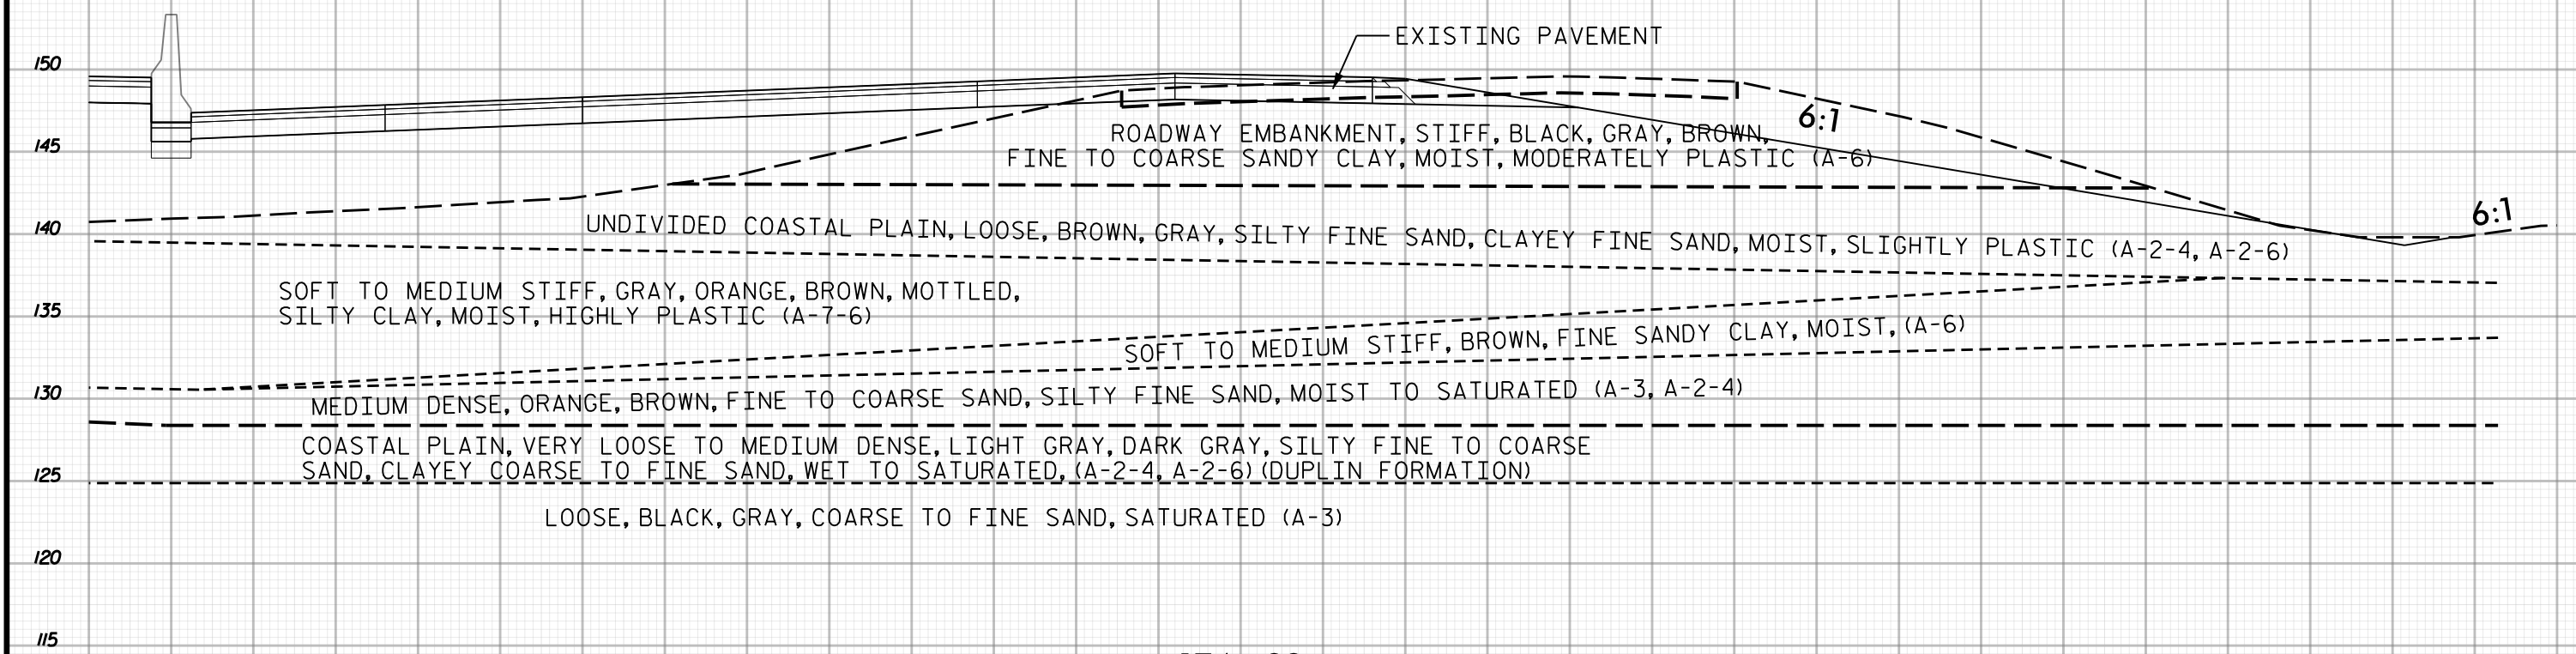 EXISTING PAVEMENT
150
6:1
ROADWAY EMBANKMENT, STIFF, BLACK, GRAY, BROWN,
145
FINE TO COARSE SANDY CLAY, MOIST, MODERATELY PLASTIC (A-6)
6:1
140
UNDIVIDED COASTAL PLAIN, LOOSE, BROWN, GRAY, SILTY FINE SAND, CLAYEY FINE SAND, MOIST, SLIGHTLY PLASTIC (A-2-4, A-2-6)
SOFT TO MEDIUM STIFF, GRAY, ORANGE, BROWN, MOTTLED,
135
SILTY CLAY, MOIST, HIGHLY PLASTIC (A-7-6)
SOFT TO MEDIUM STIFF, BROWN, FINE SANDY CLAY, MOIST, (A-6)
130
MEDIUM DENSE, ORANGE, BROWN, FINE TO COARSE SAND, SILTY FINE SAND, MOIST TO SATURATED (A-3, A-2-4)
COASTAL PLAIN, VERY LOOSE TO MEDIUM DENSE, LIGHT GRAY, DARK GRAY, SILTY FINE TO COARSE
125
SAND, CLAYEY COARSE TO FINE SAND, WET TO SATURATED, (A-2-4, A-2-6) (DUPLIN FORMATION)
LOOSE, BLACK, GRAY, COARSE TO FINE SAND, SATURATED (A-3)
120
115